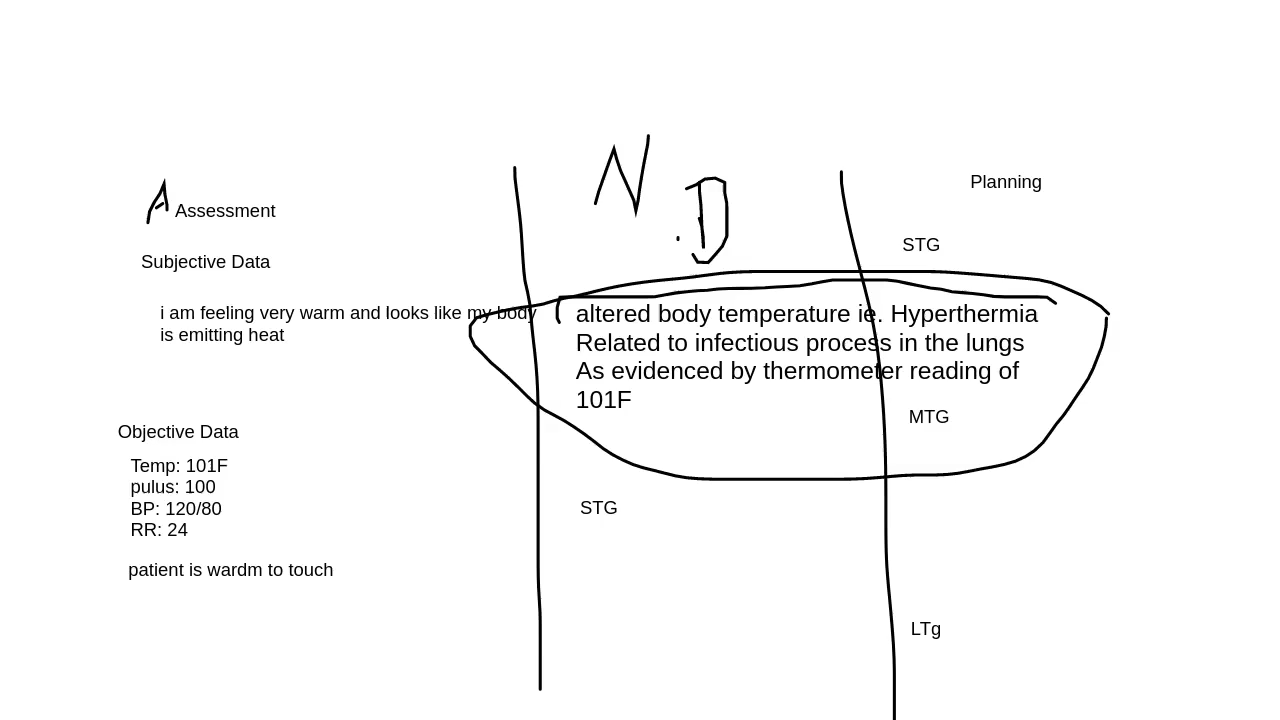 A Assessment
Subjective Data
i am feeling very warm and looks like my body
is emitting heat
Objective Data
Temp: 101F
pulus: 100
BP: 120/80
RR: 24
patient is wardm to touch
N.D
altered body temperature ie. Hyperthermia
Related to infectious process in the lungs
As evidenced by thermometer reading of
101F
STG
Planning
STG
MTG
LTg